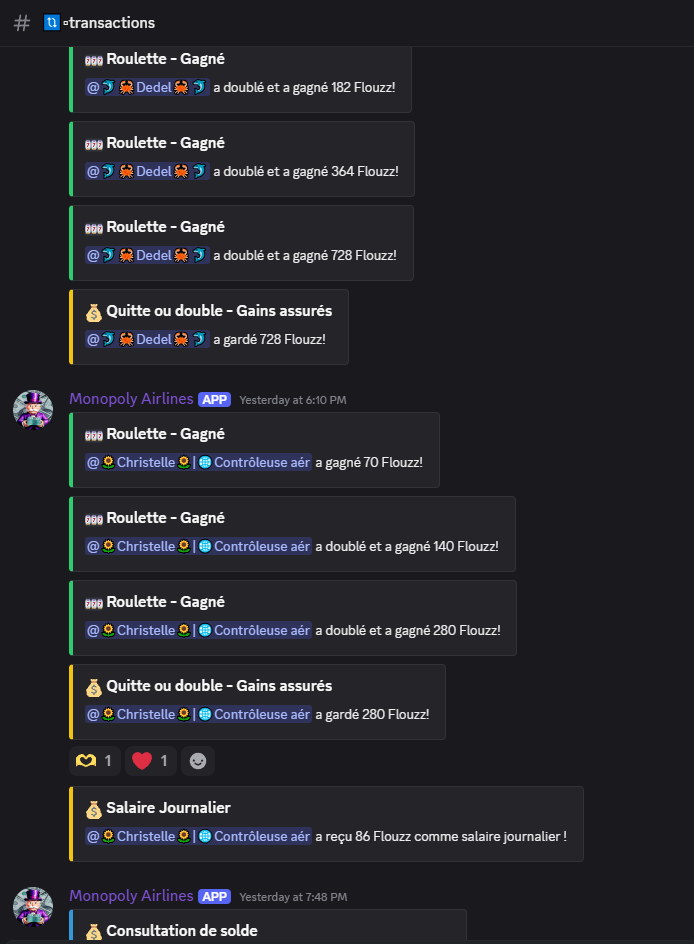 # 🔃▫transactions
🎰 Roulette - Gagné
@🦐🦀Dedel🦀🦐 a doublé et a gagné 182 Flouzz!
🎰 Roulette - Gagné
@🦐🦀Dedel🦀🦐 a doublé et a gagné 364 Flouzz!
🎰 Roulette - Gagné
@🦐🦀Dedel🦀🦐 a doublé et a gagné 728 Flouzz!
💰 Quitte ou double - Gains assurés
@🦐🦀Dedel🦀🦐 a gardé 728 Flouzz!
Monopoly Airlines APP Yesterday at 6:10 PM
🎰 Roulette - Gagné
@🌻Christelle🌻|🌐Contrôleuse aér a gagné 70 Flouzz!
🎰 Roulette - Gagné
@🌻Christelle🌻|🌐Contrôleuse aér a doublé et a gagné 140 Flouzz!
🎰 Roulette - Gagné
@🌻Christelle🌻|🌐Contrôleuse aér a doublé et a gagné 280 Flouzz!
💰 Quitte ou double - Gains assurés
@🌻Christelle🌻|🌐Contrôleuse aér a gardé 280 Flouzz!
🫶 1 ❤️ 1
💰 Salaire Journalier
@🌻Christelle🌻|🌐Contrôleuse aér a reçu 86 Flouzz comme salaire journalier !
Monopoly Airlines APP Yesterday at 7:48 PM
💰 Consultation de solde